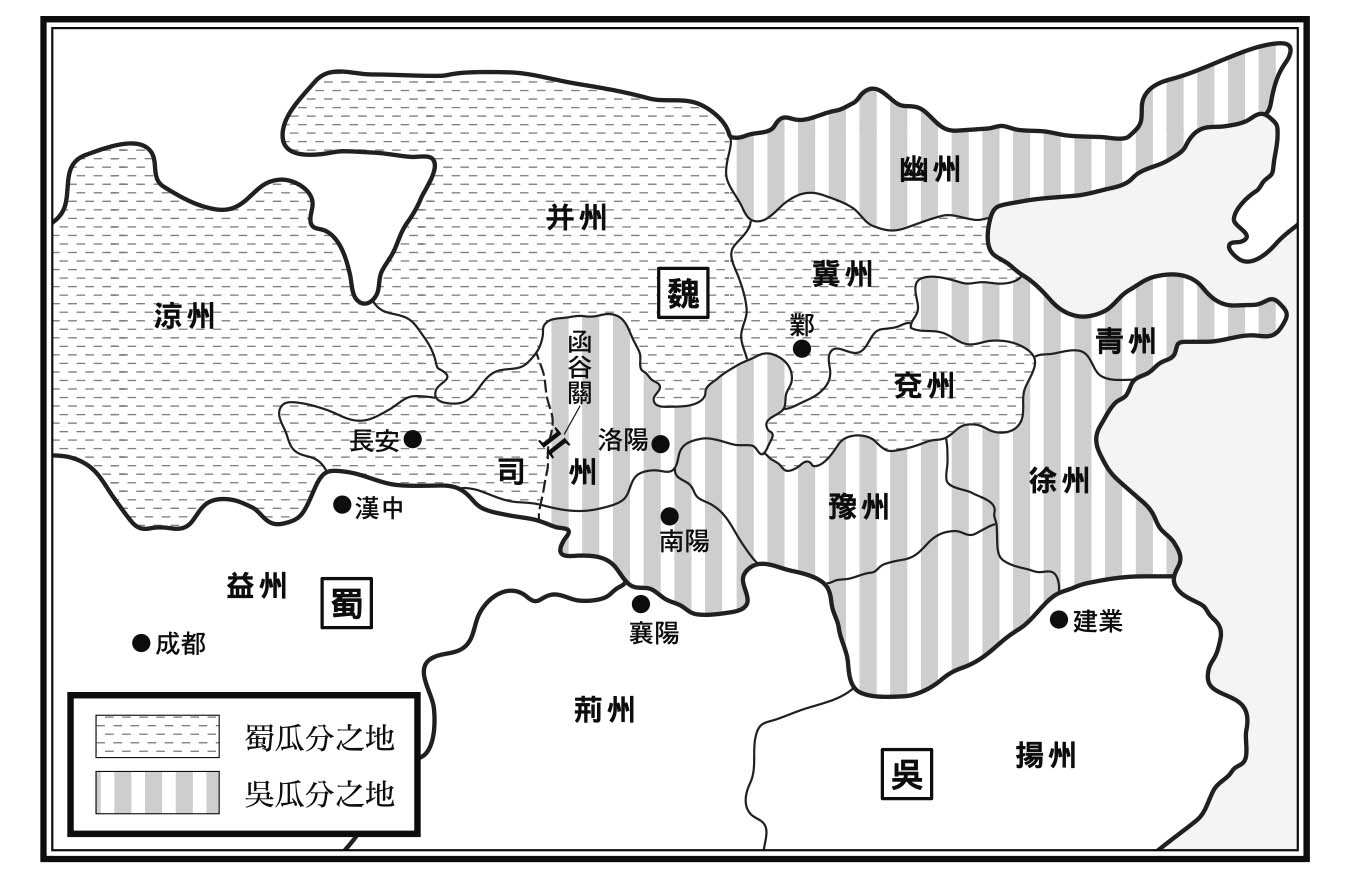 幽州
并州
冀州
魏
涼州
鄴
函谷關
青州
兗州
長安
洛陽
司州
徐州
漢中
豫州
南陽
益州
蜀
襄陽
建業
成都
荊州
揚州
吳
蜀瓜分之地
吳瓜分之地